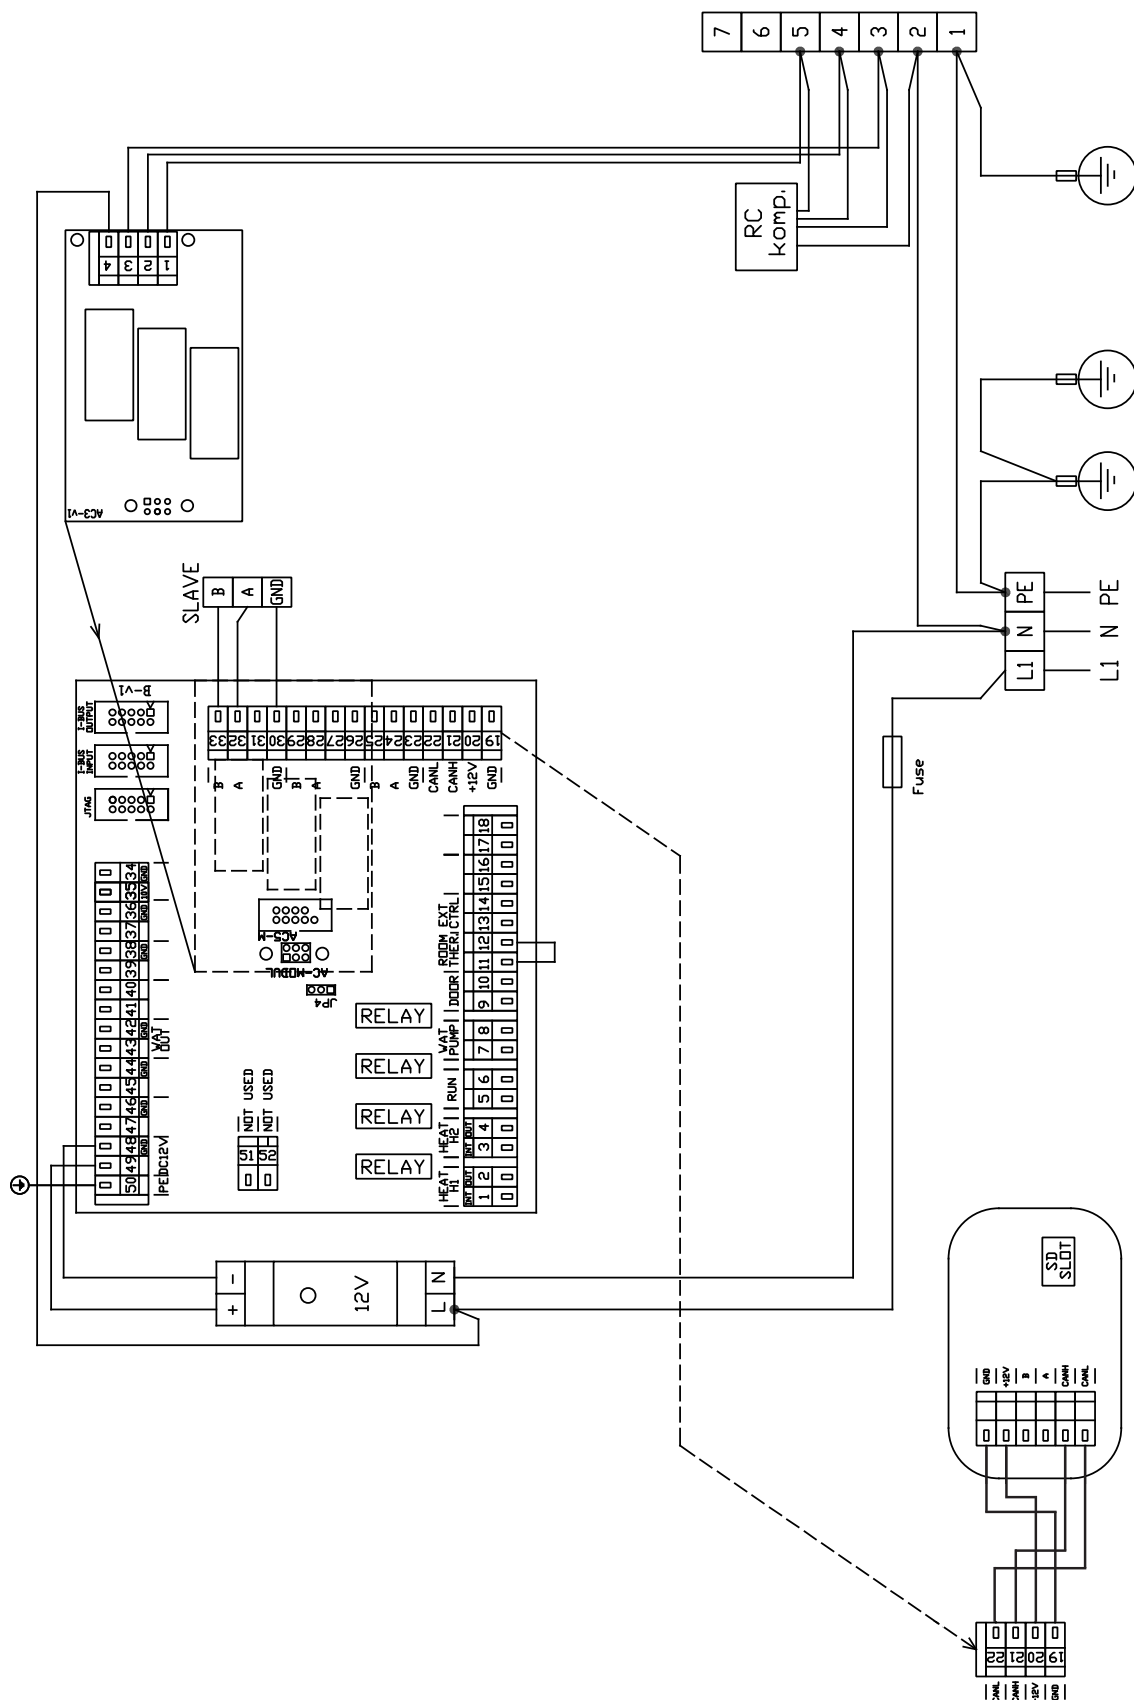 7 6 5 4 3 2 1
RC
komp.
4 3 2 1
AC3-v1
SLAVE
B
A
GND
PE
N
L1
PE
N
L1
B-v1
I-BUS
OUTPUT
I-BUS
INPUT
JTAG
33 32 31 30 29 28 27 26 25 24 23 22 21 20 19
B A GND B A GND B A GND CANL CANH +12V GND
Fuse
34 35 36 37 38 39 40 41 42 43 44 45 46 47 48 49 50
GND 10V GND GND GND GND GND GND
WAT
OUT
DC12V
PE
AC5-M
AC-MODUL
JP4
18 17 16 15 14 13 12 11 10 9 8 7 6 5 4 3 2 1
EXT
CTRL
ROOM
THER.
DOOR
WAT
PUMP
RUN
HEAT
H2
HEAT
H1
OUT INT OUT INT
RELAY
RELAY
RELAY
RELAY
NOT USED
NOT USED
51 52
- +
12V
N
L
SD
SLOT
GND
+12V
B
A
CANH
CANL
22 21 20 19
CANL
CANH
+12V
GND